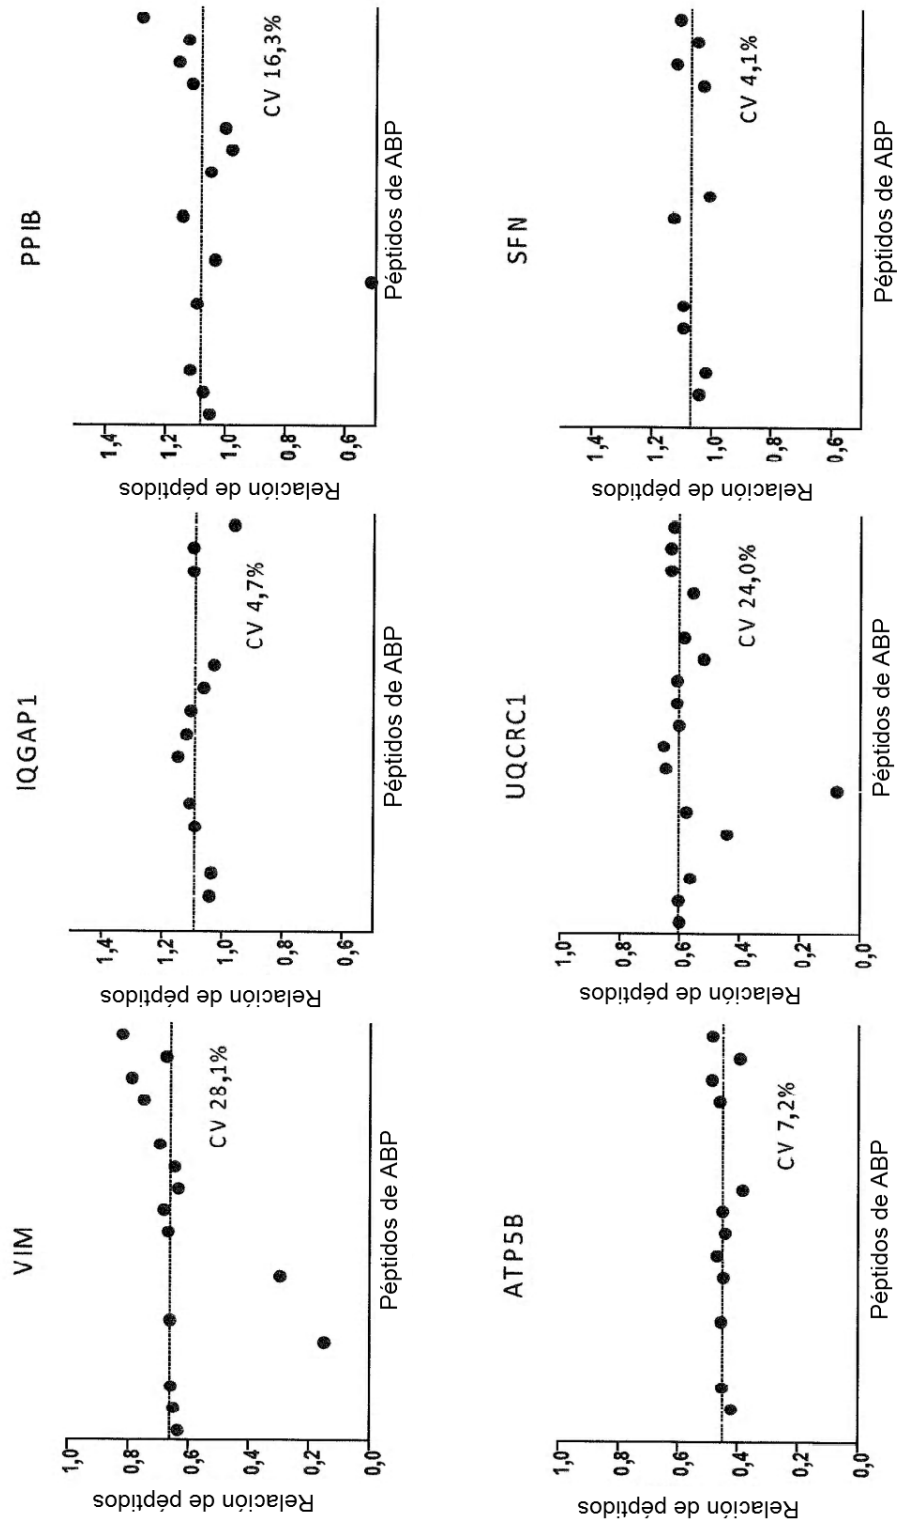 VIM
Relación de péptidos
1,0
0,8
0,6
0,4
0,2
0,0
CV 28,1%
Péptidos de ABP
IQGAP1
Relación de péptidos
1,4
1,2
1,0
0,8
0,6
CV 4,7%
Péptidos de ABP
PPIB
Relación de péptidos
1,4
1,2
1,0
0,8
0,6
CV 16,3%
Péptidos de ABP
ATP5B
Relación de péptidos
1,0
0,8
0,6
0,4
0,2
0,0
CV 7,2%
Péptidos de ABP
UQCRC1
Relación de péptidos
1,0
0,8
0,6
0,4
0,2
0,0
CV 24,0%
Péptidos de ABP
SFN
Relación de péptidos
1,4
1,2
1,0
0,8
0,6
CV 4,1%
Péptidos de ABP